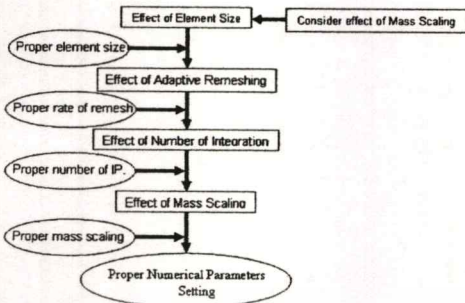 Effect of Element Size
Consider effect of Mass Scaling
Proper element size
Effect of Adaptive Remeshing
Proper rate of remesh
Effect of Number of Integration
Proper number of IP.
Effect of Mass Scaling
Proper mass scaling
Proper Numerical Parameters
Setting